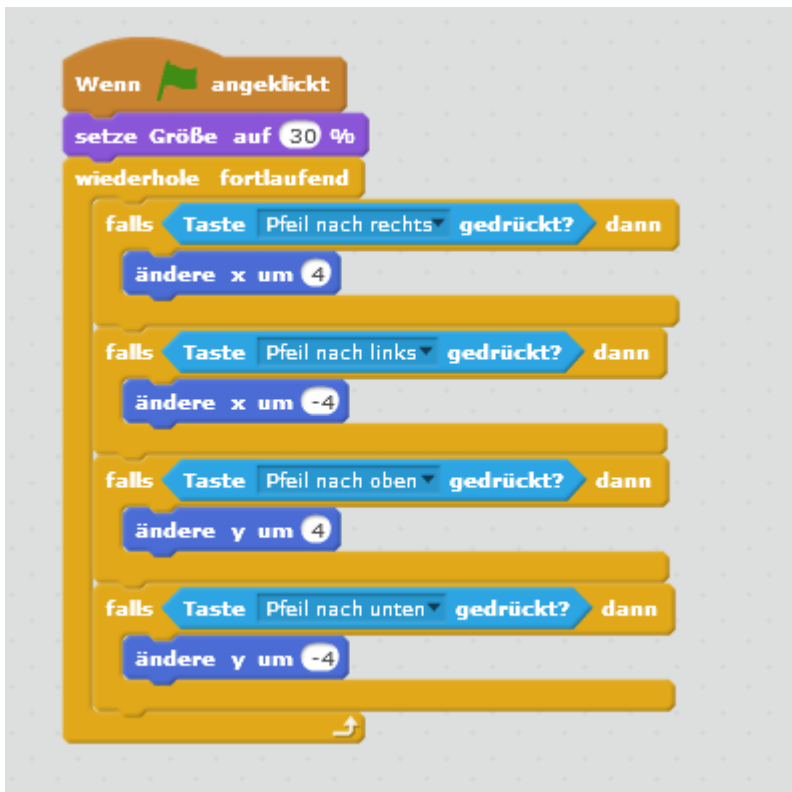 Wenn angeklickt
setze Größe auf 30 %
wiederhole fortlaufend
falls Taste Pfeil nach rechts gedrückt? dann
ändere x um 4
falls Taste Pfeil nach links gedrückt? dann
ändere x um -4
falls Taste Pfeil nach oben gedrückt? dann
ändere y um 4
falls Taste Pfeil nach unten gedrückt? dann
ändere y um -4